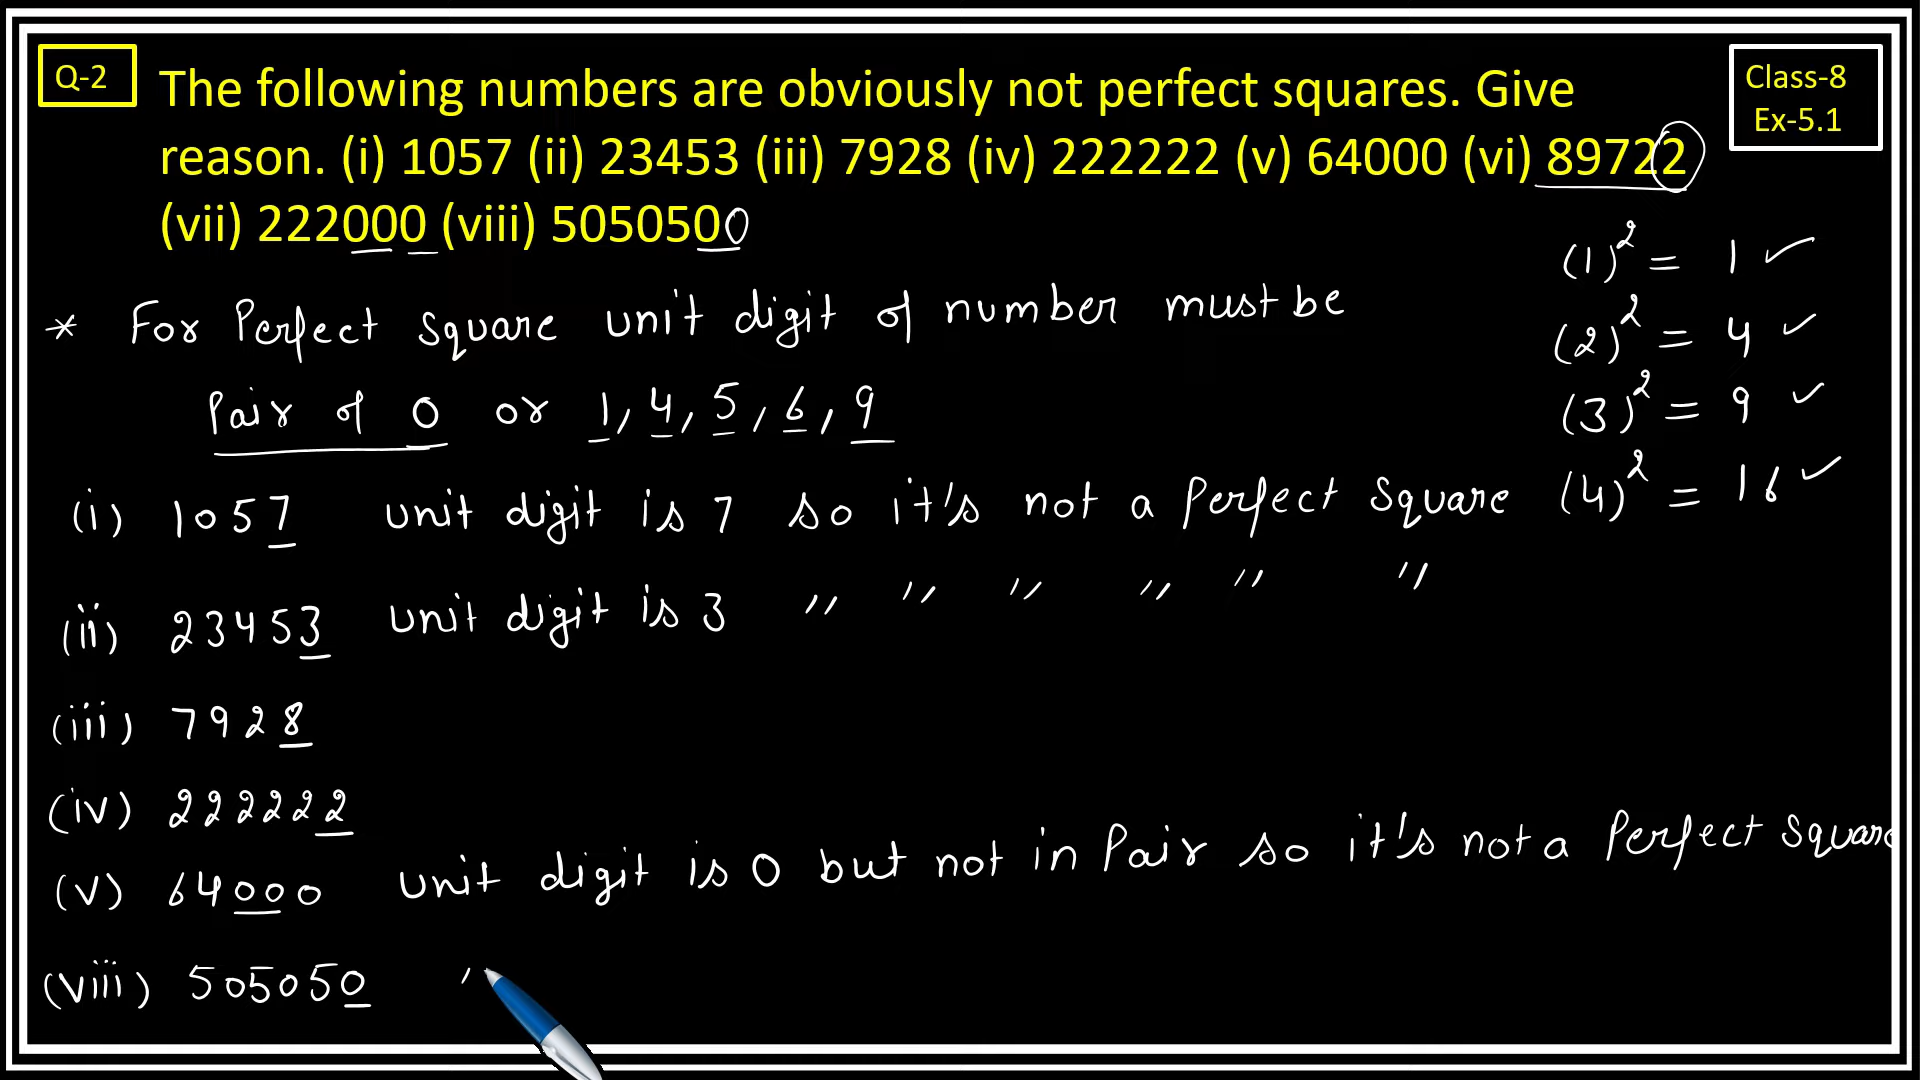 Q-2
The following numbers are obviously not perfect squares. Give
reason. (i) 1057 (ii) 23453 (iii) 7928 (iv) 222222 (v) 64000 (vi) 89722
(vii) 222000 (viii) 5050500
Class-8
Ex-5.1
(1)² = 1 ✓
(2)² = 4 ✓
(3)² = 9 ✓
(4)² = 16 ✓
* For Perfect square unit digit of number must be
Pair of 0 or 1, 4, 5, 6, 9
(i) 1057 unit digit is 7 so it's not a Perfect Square
(ii) 23453 unit digit is 3 " " " " " "
(iii) 7928
(iv) 222222
(v) 64000 unit digit is 0 but not in Pair so it's not a Perfect Square
(viii) 505050